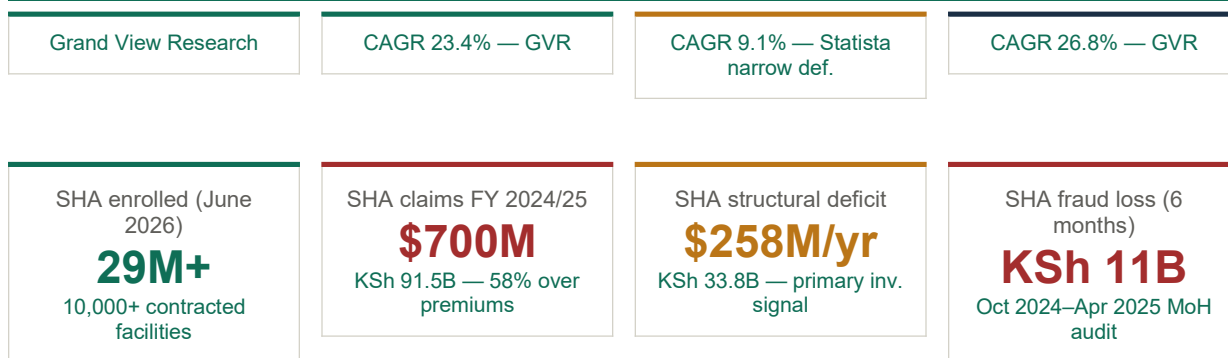 Grand View Research
CAGR 23.4% — GVR
CAGR 9.1% — Statista
narrow def.
CAGR 26.8% — GVR
SHA enrolled (June
2026)
29M+
10,000+ contracted
facilities
SHA claims FY 2024/25
$700M
KSh 91.5B — 58% over
premiums
SHA structural deficit
$258M/yr
KSh 33.8B — primary inv.
signal
SHA fraud loss (6
months)
KSh 11B
Oct 2024–Apr 2025 MoH
audit